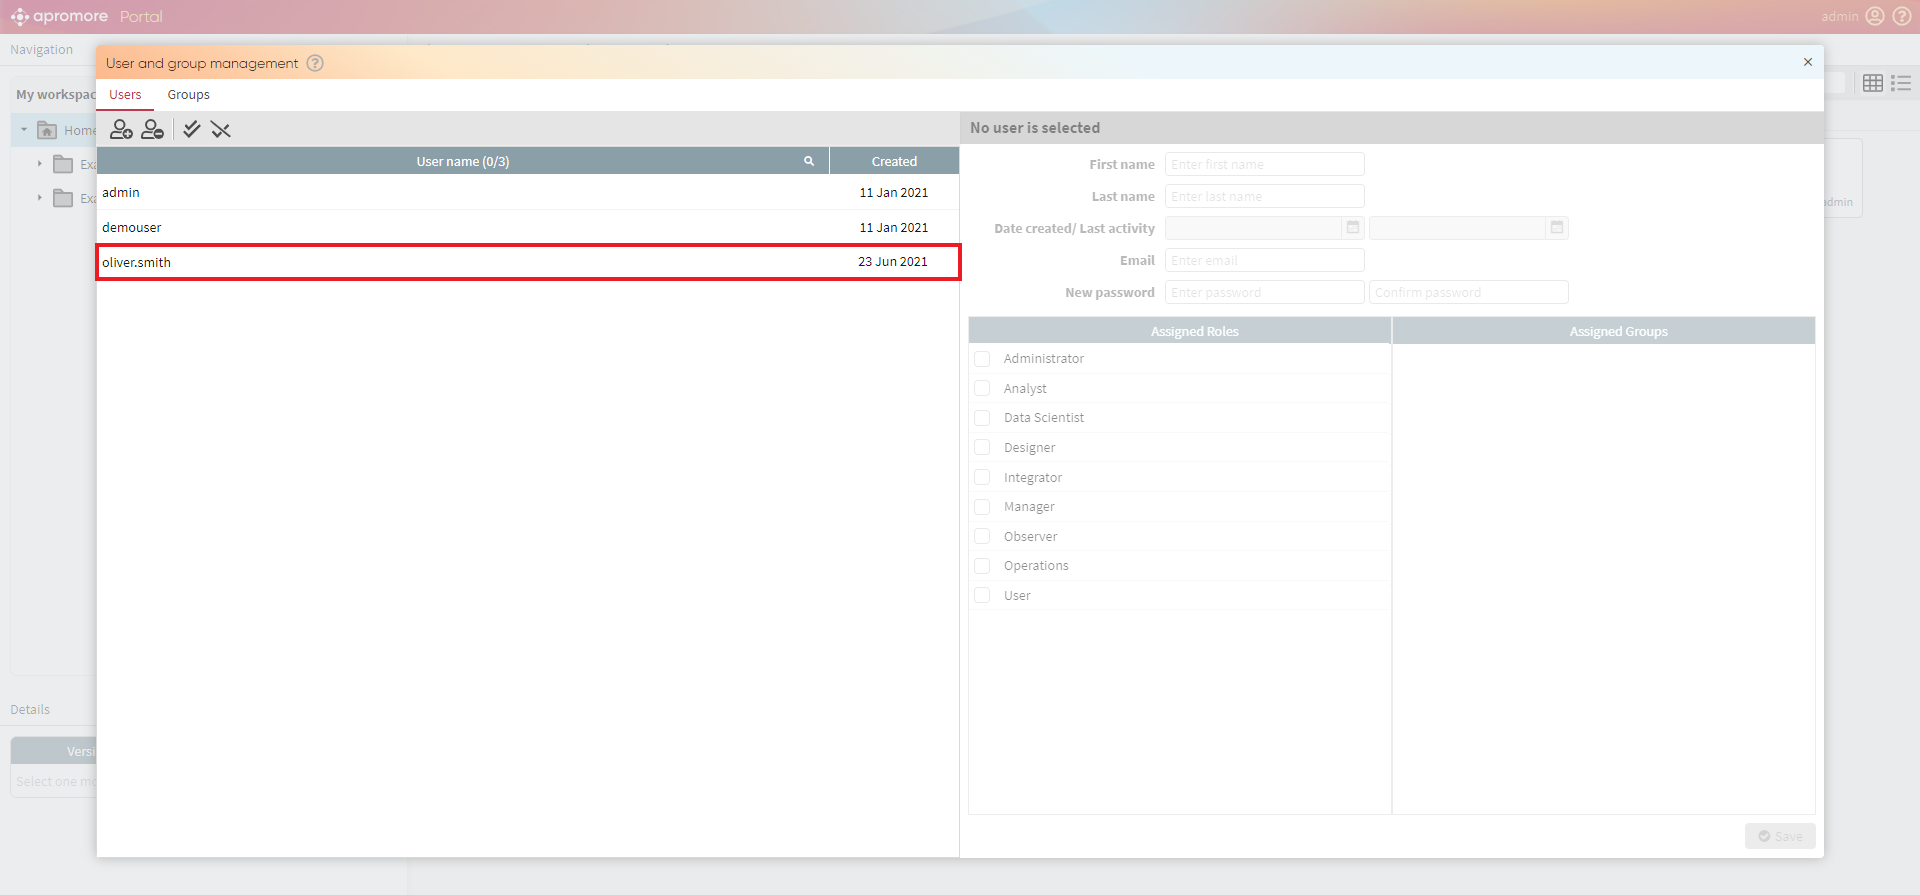 apromore Portal
admin
Navigation
User and group management
Users Groups
My workspac
Home
Exa
Exa
User name (0/3) Created
admin 11 Jan 2021
demouser 11 Jan 2021
oliver.smith 23 Jun 2021
No user is selected
First name Enter first name
Last name Enter last name
Date created/ Last activity
Email Enter email
New password Enter password Confirm password
Assigned Roles Assigned Groups
Administrator
Analyst
Data Scientist
Designer
Integrator
Manager
Observer
Operations
User
Save
admin
Details
Versi
Select one mo